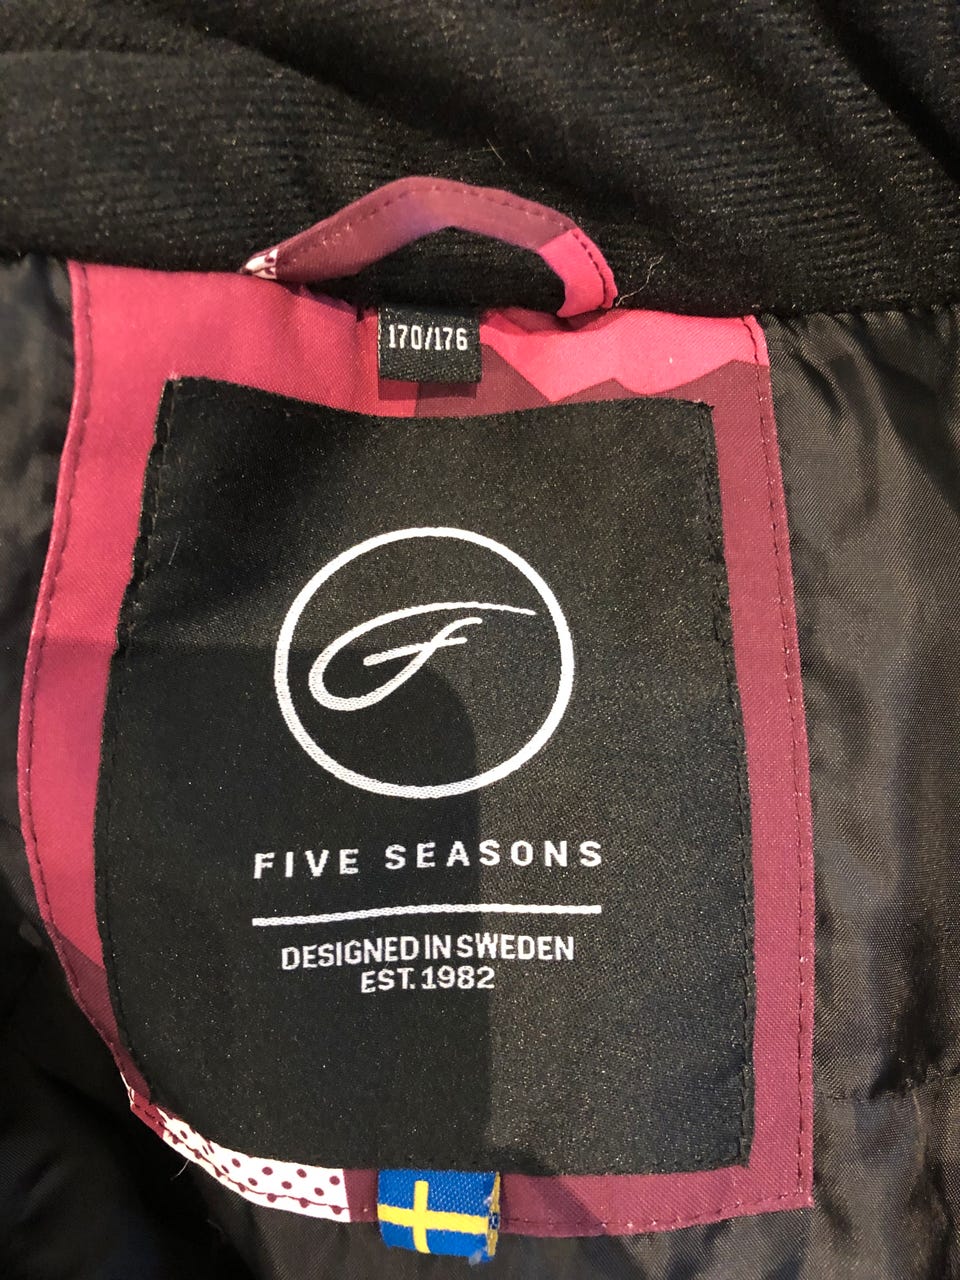 170/176
F
FIVE SEASONS
DESIGNED IN SWEDEN
EST. 1982